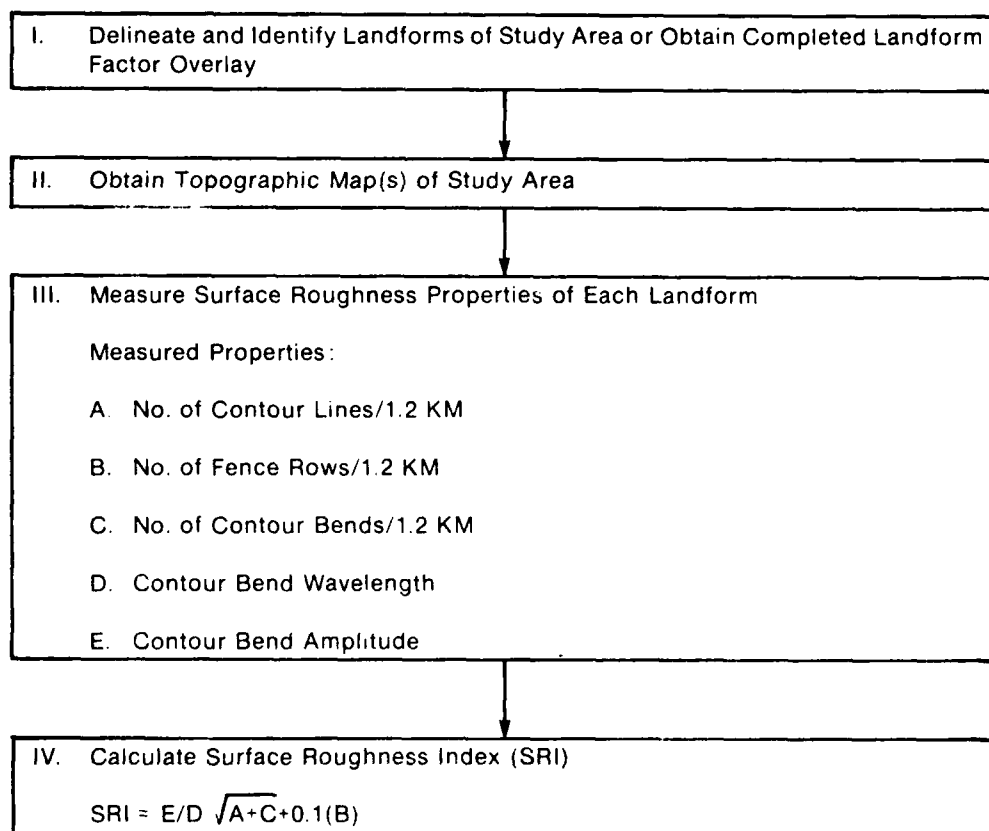 I. Delineate and Identify Landforms of Study Area or Obtain Completed Landform
Factor Overlay
II. Obtain Topographic Map(s) of Study Area
III. Measure Surface Roughness Properties of Each Landform
Measured Properties:
A. No. of Contour Lines/1.2 KM
B. No. of Fence Rows/1.2 KM
C. No. of Contour Bends/1.2 KM
D. Contour Bend Wavelength
E. Contour Bend Amplitude
IV. Calculate Surface Roughness Index (SRI)
SRI = E/D √A+C+0.1(B)